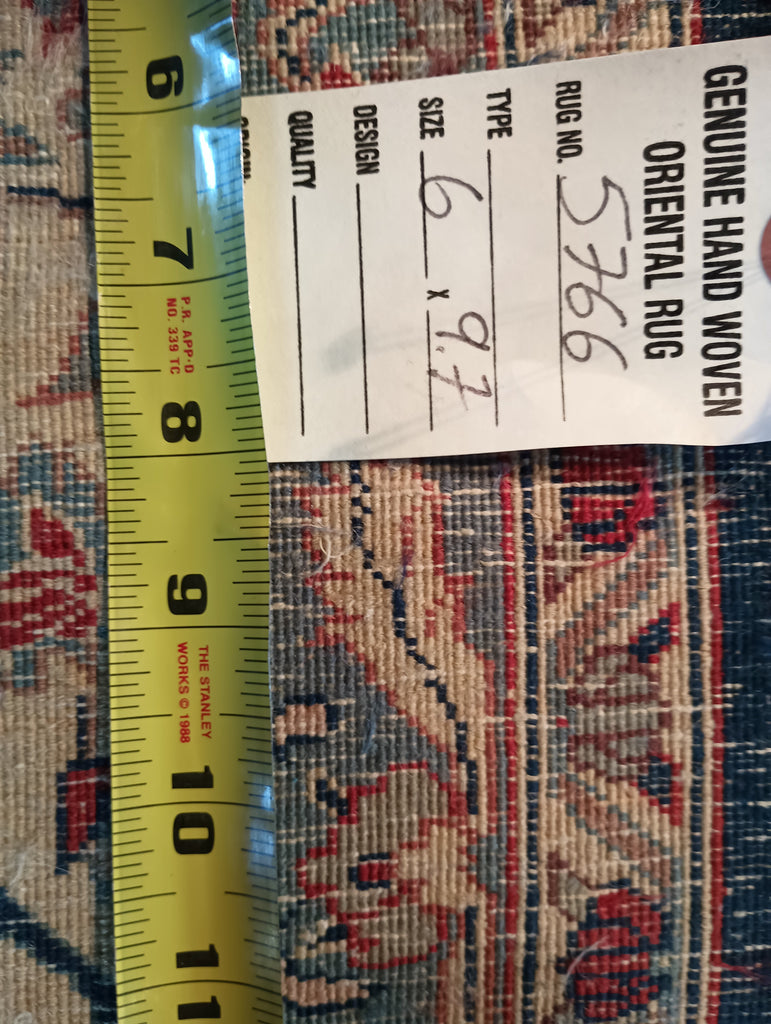 GENUINE HAND WOVEN
ORIENTAL RUG
RUG NO. 5766
TYPE
SIZE 6 x 9.7
DESIGN
QUALITY
ORIGIN
6
7
P.R. APP·D
NO. 339 TC
8
9
THE STANLEY
WORKS © 1988
10
11